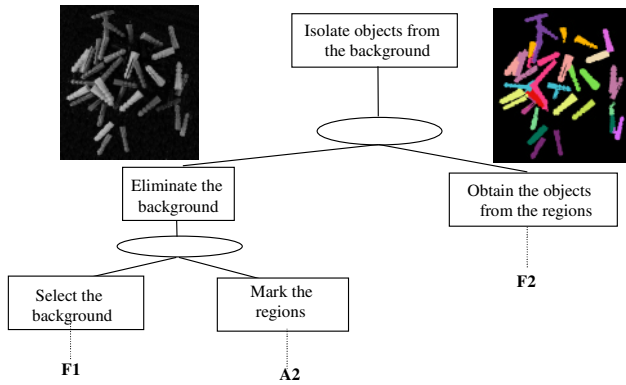 Isolate objects from
the background
Eliminate the
background
Obtain the objects
from the regions
F2
Select the
background
Mark the
regions
F1
A2